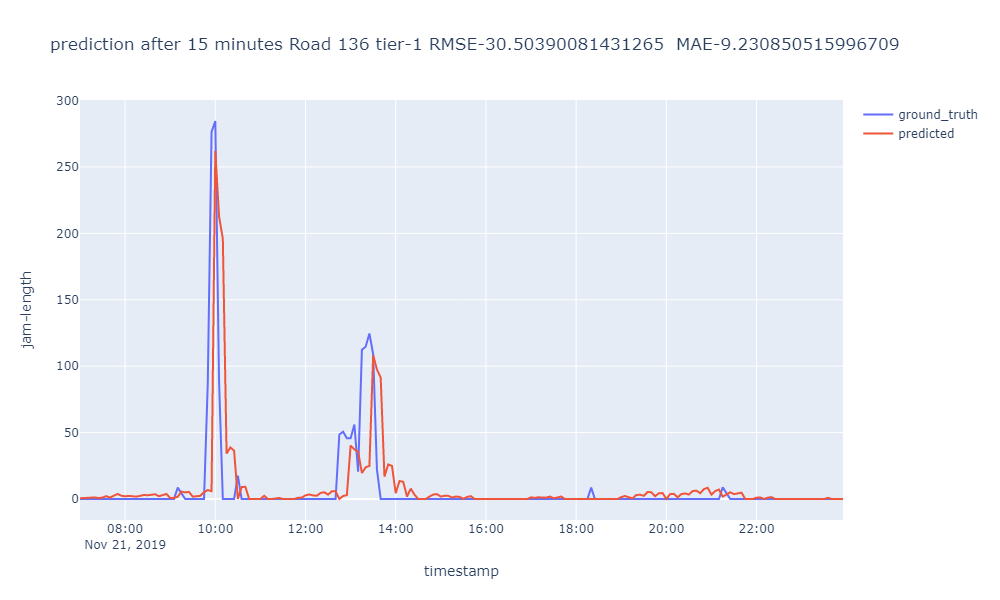 prediction after 15 minutes Road 136 tier-1 RMSE-30.50390081431265  MAE-9.230850515996709
ground_truth
predicted
300
250
200
150
100
50
0
jam-length
08:00 10:00 12:00 14:00 16:00 18:00 20:00 22:00
Nov 21, 2019
timestamp